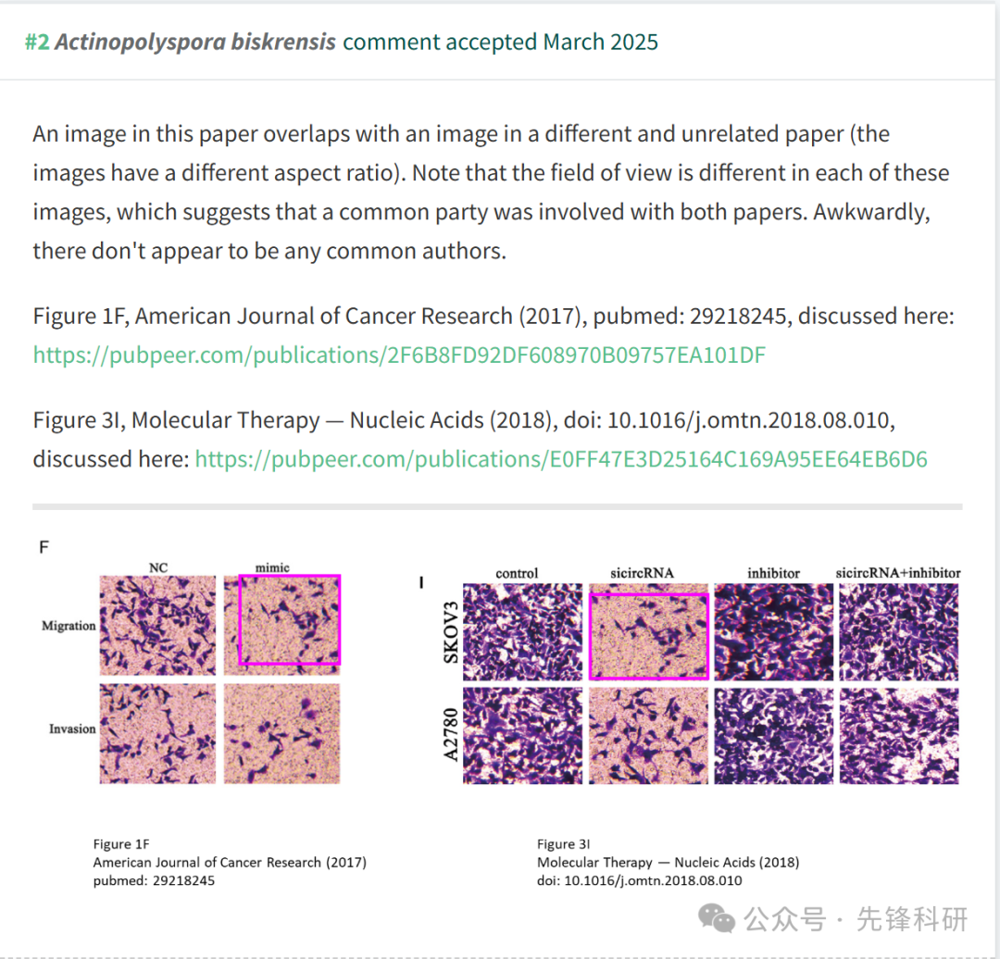 #2 Actinopolyspora biskrensis comment accepted March 2025
An image in this paper overlaps with an image in a different and unrelated paper (the
images have a different aspect ratio). Note that the field of view is different in each of these
images, which suggests that a common party was involved with both papers. Awkwardly,
there don't appear to be any common authors.
Figure 1F, American Journal of Cancer Research (2017), pubmed: 29218245, discussed here:
https://pubpeer.com/publications/2F6B8FD92DF608970B09757EA101DF
Figure 3I, Molecular Therapy — Nucleic Acids (2018), doi: 10.1016/j.omtn.2018.08.010,
discussed here: https://pubpeer.com/publications/E0FF47E3D25164C169A95EE64EB6D6
F
NC mimic
Migration
Invasion
I
control sicircRNA inhibitor sicircRNA+inhibitor
SKOV3
A2780
Figure 1F
American Journal of Cancer Research (2017)
pubmed: 29218245
Figure 3I
Molecular Therapy — Nucleic Acids (2018)
doi: 10.1016/j.omtn.2018.08.010
公众号 · 先锋科研